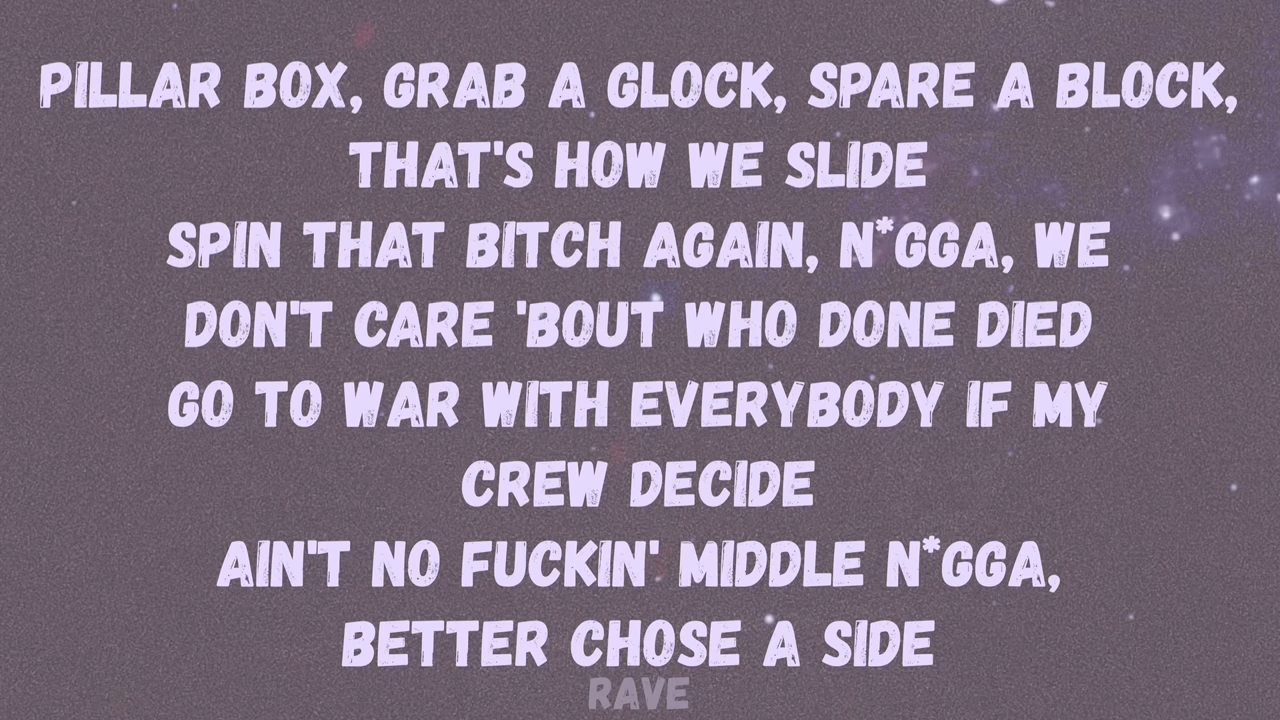 PILLAR BOX, GRAB A GLOCK, SPARE A BLOCK,
THAT'S HOW WE SLIDE
SPIN THAT BITCH AGAIN, N*GGA, WE
DON'T CARE 'BOUT WHO DONE DIED
GO TO WAR WITH EVERYBODY IF MY
CREW DECIDE
AIN'T NO FUCKIN' MIDDLE N*GGA,
BETTER CHOSE A SIDE
RAVE